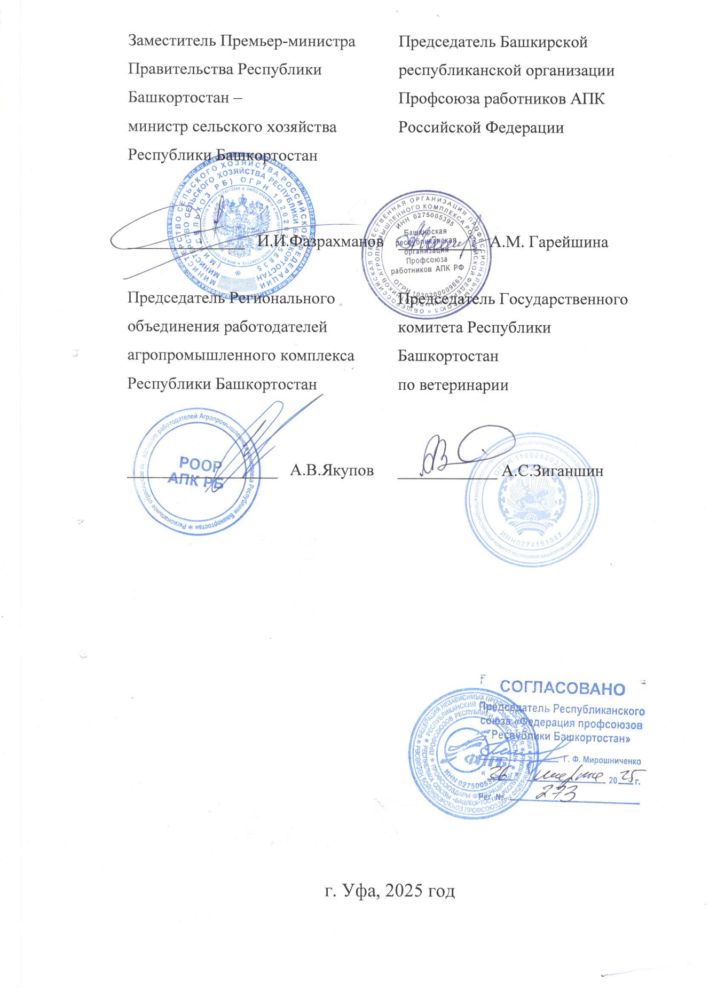 Заместитель Премьер-министра
Правительства Республики
Башкортостан –
министр сельского хозяйства
Республики Башкортостан
И.И.Фазрахманов
Председатель Башкирской
республиканской организации
Профсоюза работников АПК
Российской Федерации
ИНН 0275005395
Башкирская
республиканская
организация
Профсоюза
работников АПК РФ
ОГРН 1030200009663
А.М. Гарейшина
Председатель Регионального
объединения работодателей
агропромышленного комплекса
Республики Башкортостан
РООР
АПК РБ
А.В.Якупов
Председатель Государственного
комитета Республики
Башкортостан
по ветеринарии
А.С.Зиганшин
ИНН0274151347
СОГЛАСОВАНО
Председатель Республиканского
союза «Федерация профсоюзов
Республики Башкортостан»
Г. Ф. Мирошниченко
ФПРБ
« 26 » марта 2025 г.
Рег. № 273
г. Уфа, 2025 год